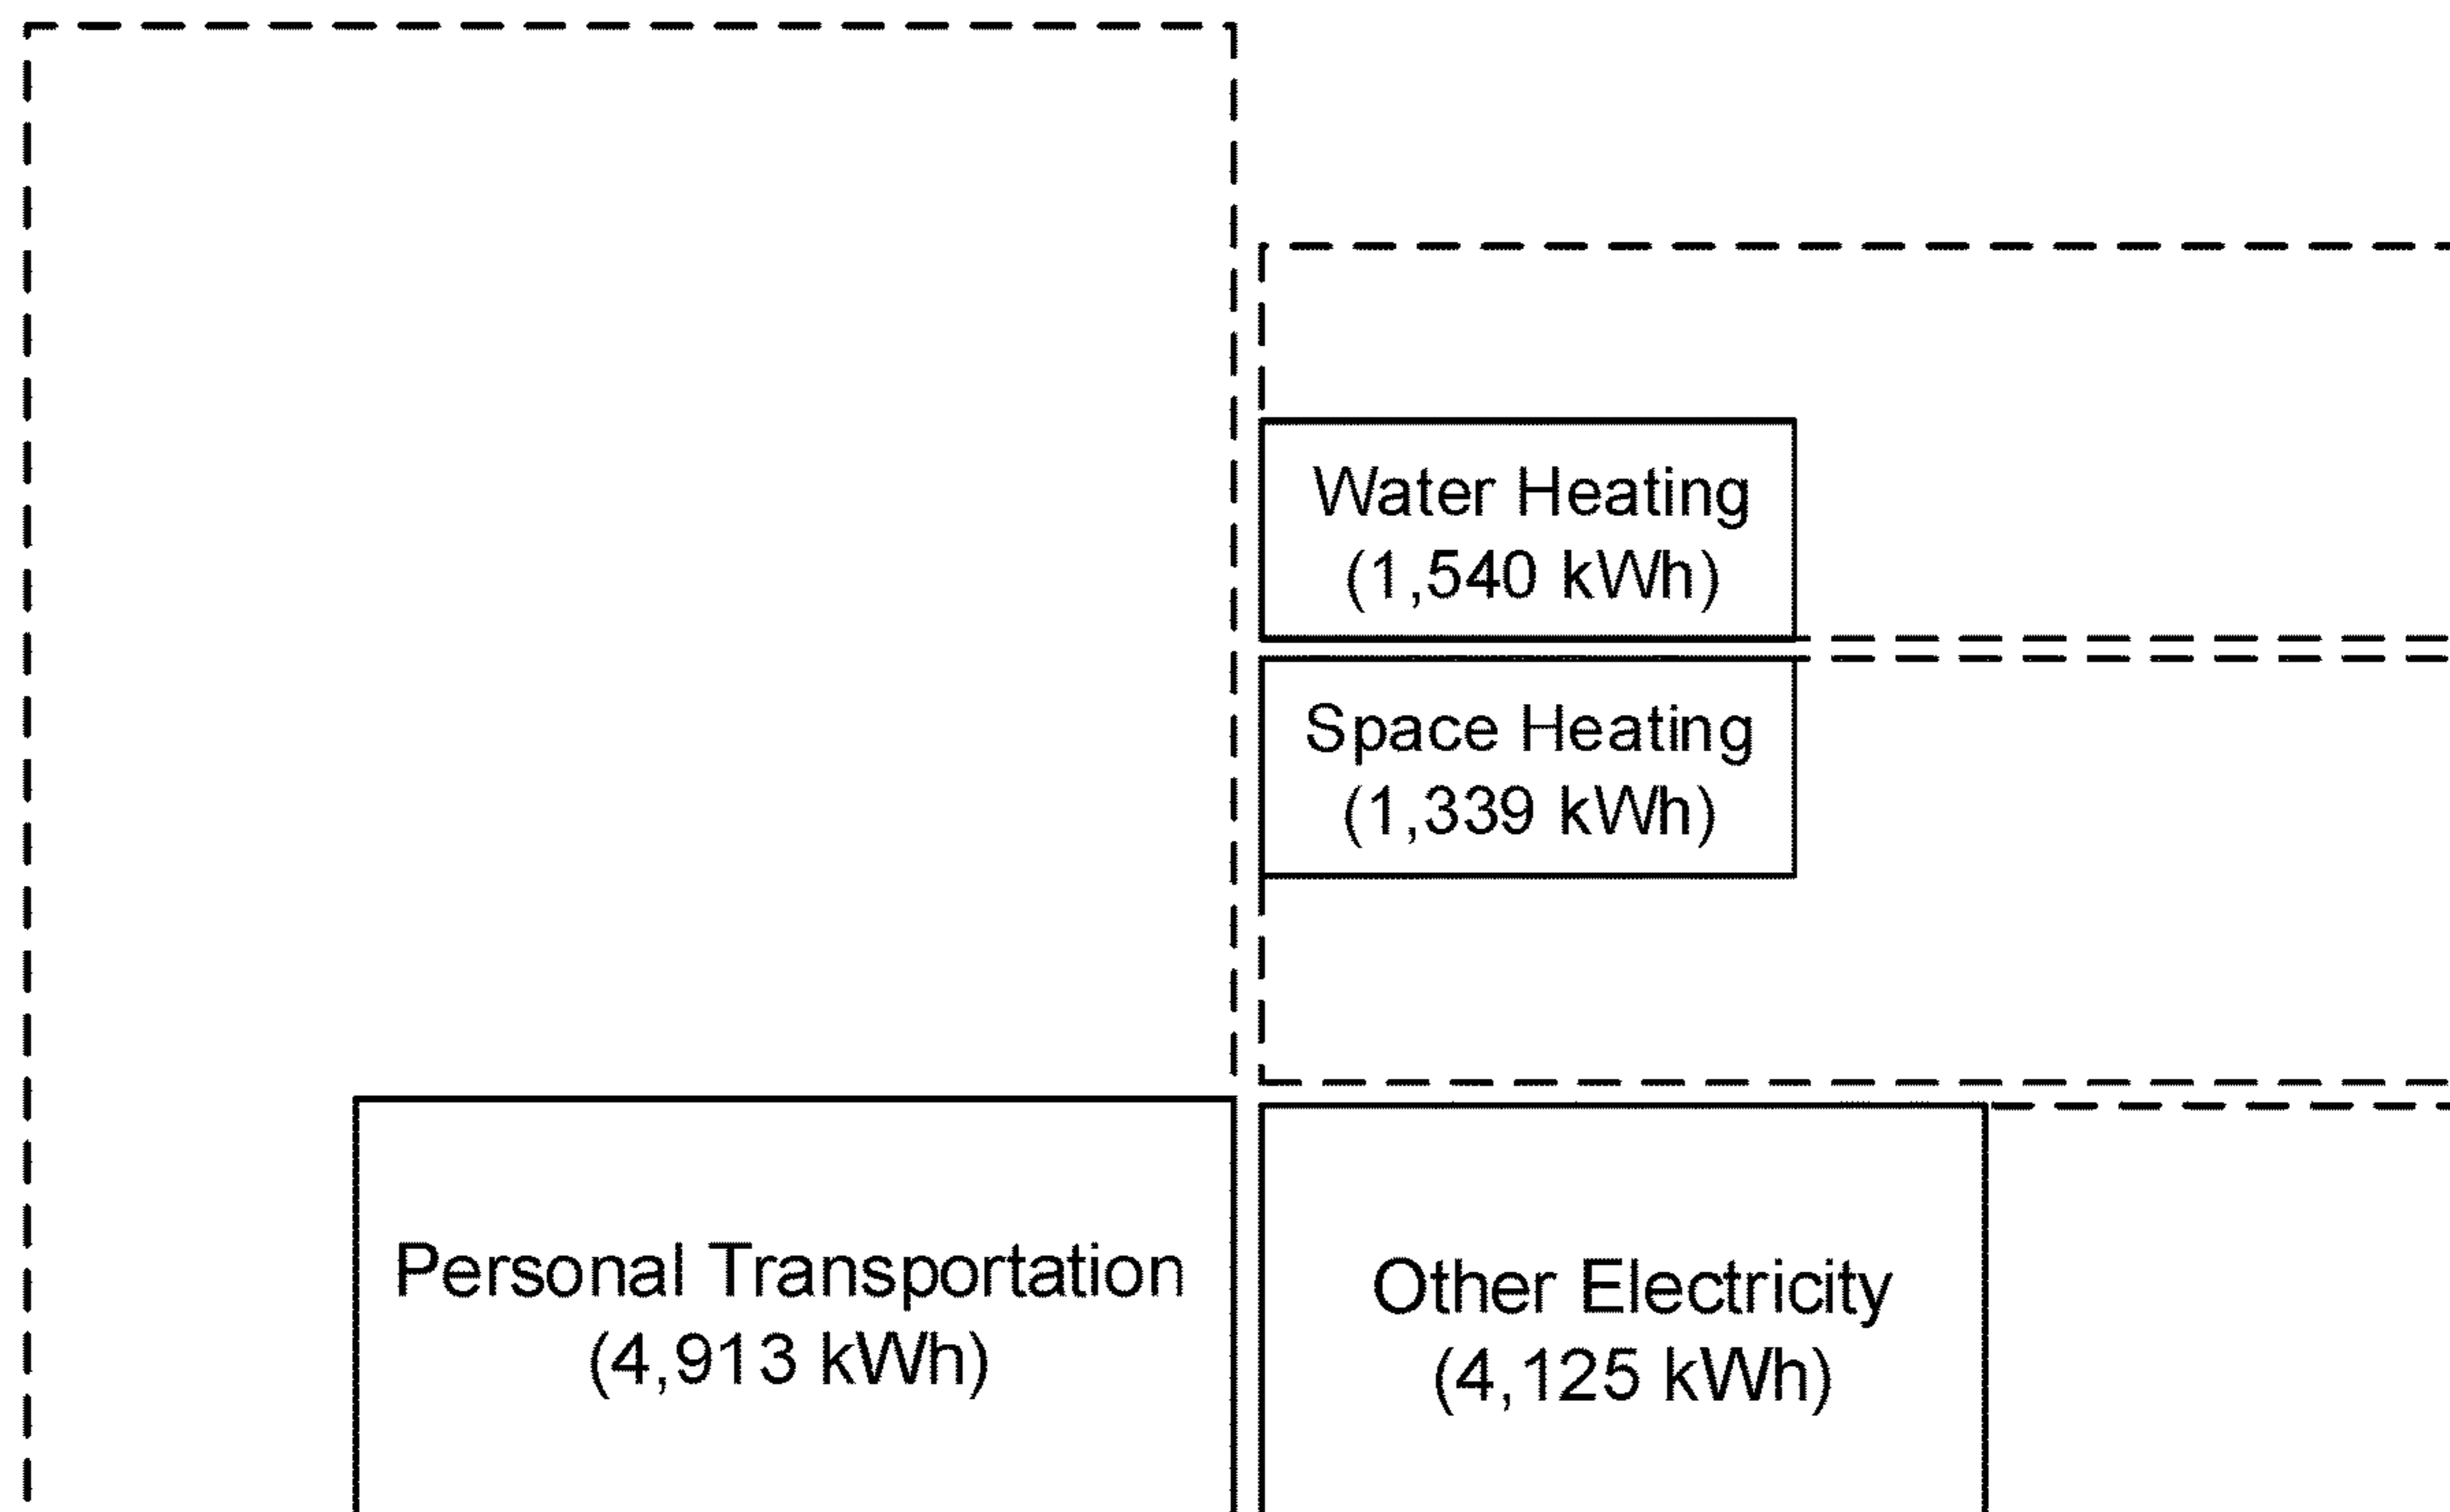 Water Heating
(1,540 kWh)
Space Heating
(1,339 kWh)
Personal Transportation
(4,913 kWh)
Other Electricity
(4,125 kWh)